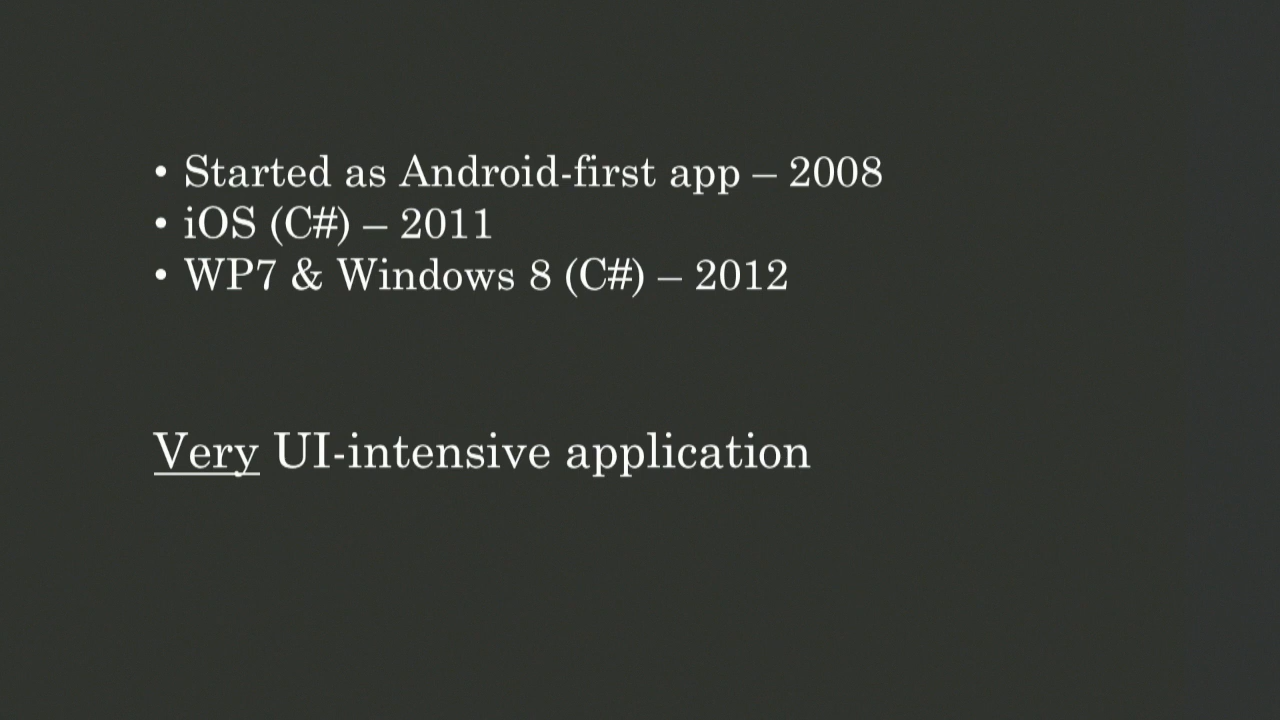 • Started as Android-first app – 2008
• iOS (C#) – 2011
• WP7 & Windows 8 (C#) – 2012
Very UI-intensive application